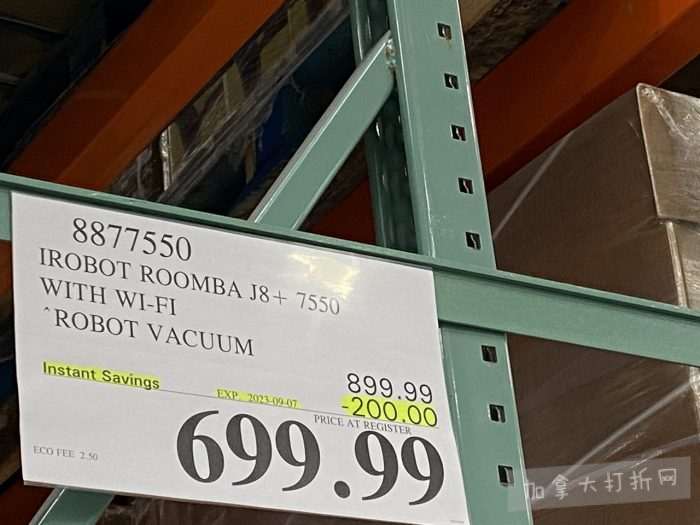 8877550
IROBOT ROOMBA J8+ 7550
WITH WI-FI
^ROBOT VACUUM
899.99
Instant Savings EXP. 2023-09-07 -200.00
PRICE AT REGISTER
699.99
ECO FEE 2.50
加拿大打折网